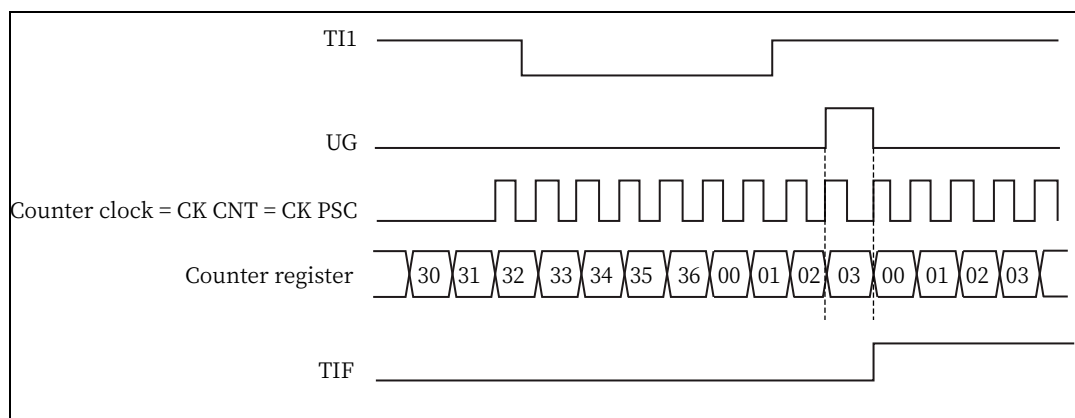 TI1
UG
Counter clock = CK CNT = CK PSC
Counter register 30 31 32 33 34 35 36 00 01 02 03 00 01 02 03
TIF